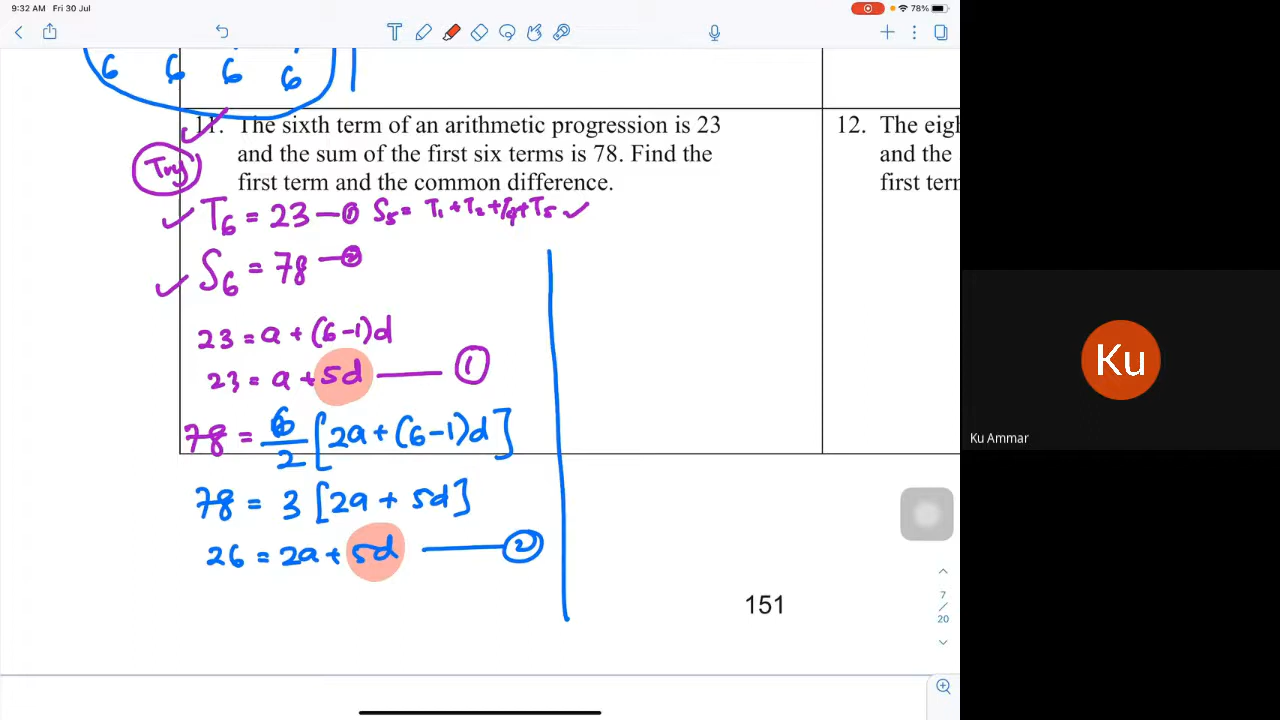 9:32 AM Fri 30 Jul
78%
6 6 6 6
11. The sixth term of an arithmetic progression is 23
and the sum of the first six terms is 78. Find the
first term and the common difference.
Try
T6 = 23 — ①
S5 = T1 + T2 + T4 + T5 ✓
S6 = 78 — ②
23 = a + (6-1)d
23 = a + 5d — ①
78 = 6/2 [2a + (6-1)d]
78 = 3 [2a + 5d]
26 = 2a + 5d — ②
12. The eig
and the
first term
151
7
/
20
Ku
Ku Ammar